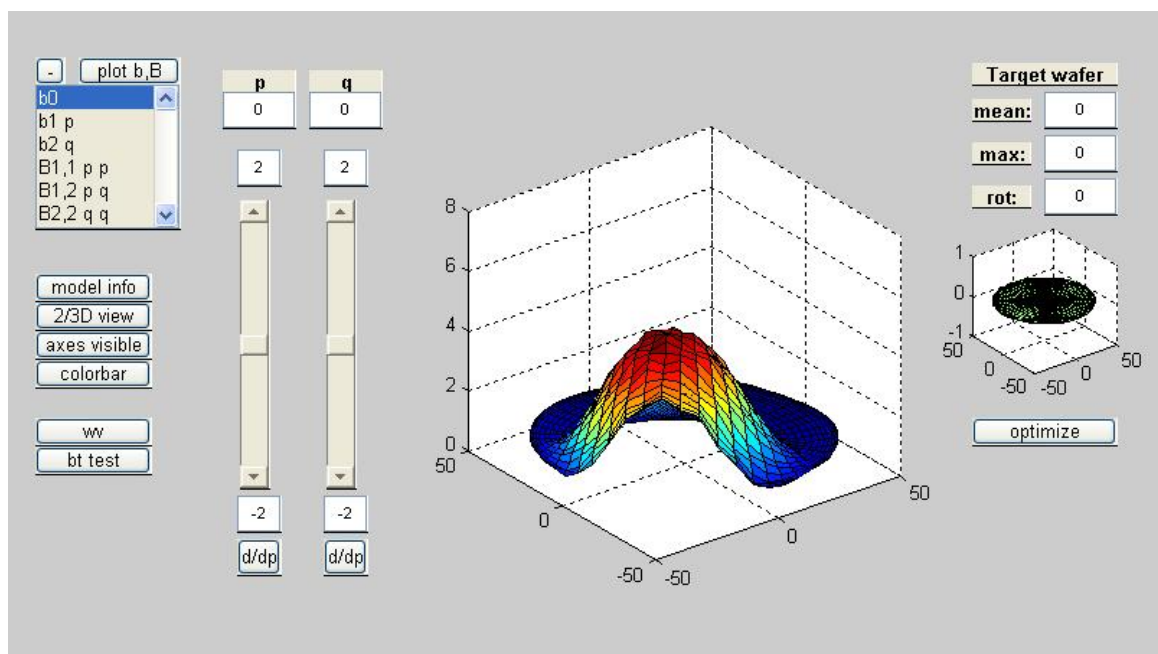 -
plot b,B
b0
b1 p
b2 q
B1,1 p p
B1,2 p q
B2,2 q q
model info
2/3D view
axes visible
colorbar
wv
bt test
p
q
0
0
2
2
-2
-2
d/dp
d/dp
8
6
4
2
0
50
0
-50
-50
0
50
Target wafer
mean:
0
max:
0
rot:
0
1
0
-1
50
0
-50
-50
0
50
optimize